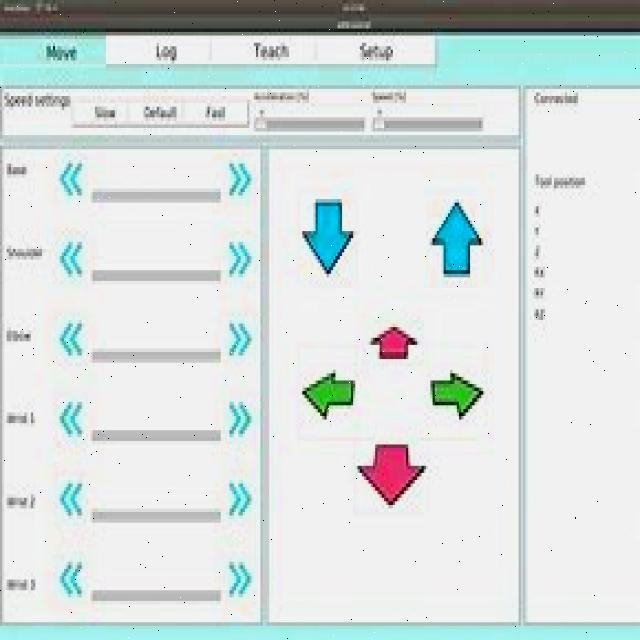 Move
Log
Teach
Setup
Speed settings
Slow
Default
Fast
Acceleration [%]
Speed [%]
Connected
Base
Tool position
Shoulder
X
Y
Z
RX
RY
RZ
Elbow
Wrist 1
Wrist 2
Wrist 3